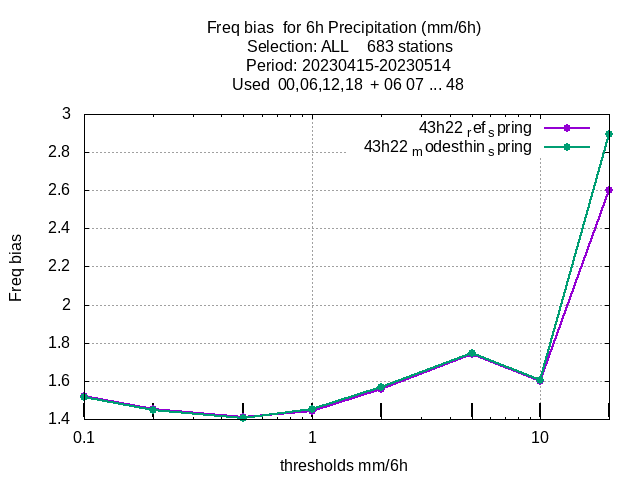 Freq bias  for 6h Precipitation (mm/6h)
Selection: ALL    683 stations
Period: 20230415-20230514
Used  00,06,12,18  + 06 07 ... 48
43h22 ref spring
43h22 modesthin spring
3
2.8
2.6
2.4
2.2
2
1.8
1.6
1.4
Freq bias
0.1 1 10
thresholds mm/6h